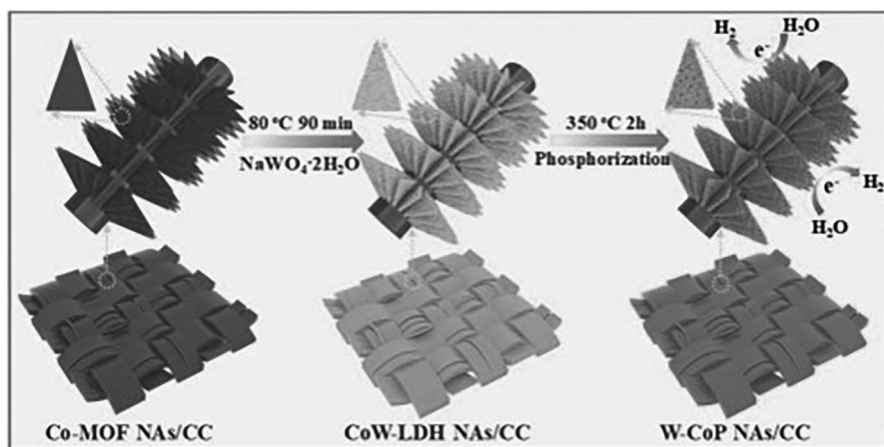 H₂ H₂O
e⁻
80 °C 90 min
NaWO₄·2H₂O
350 °C 2h
Phosphorization
e⁻ H₂
H₂O
Co-MOF NAs/CC CoW-LDH NAs/CC W-CoP NAs/CC